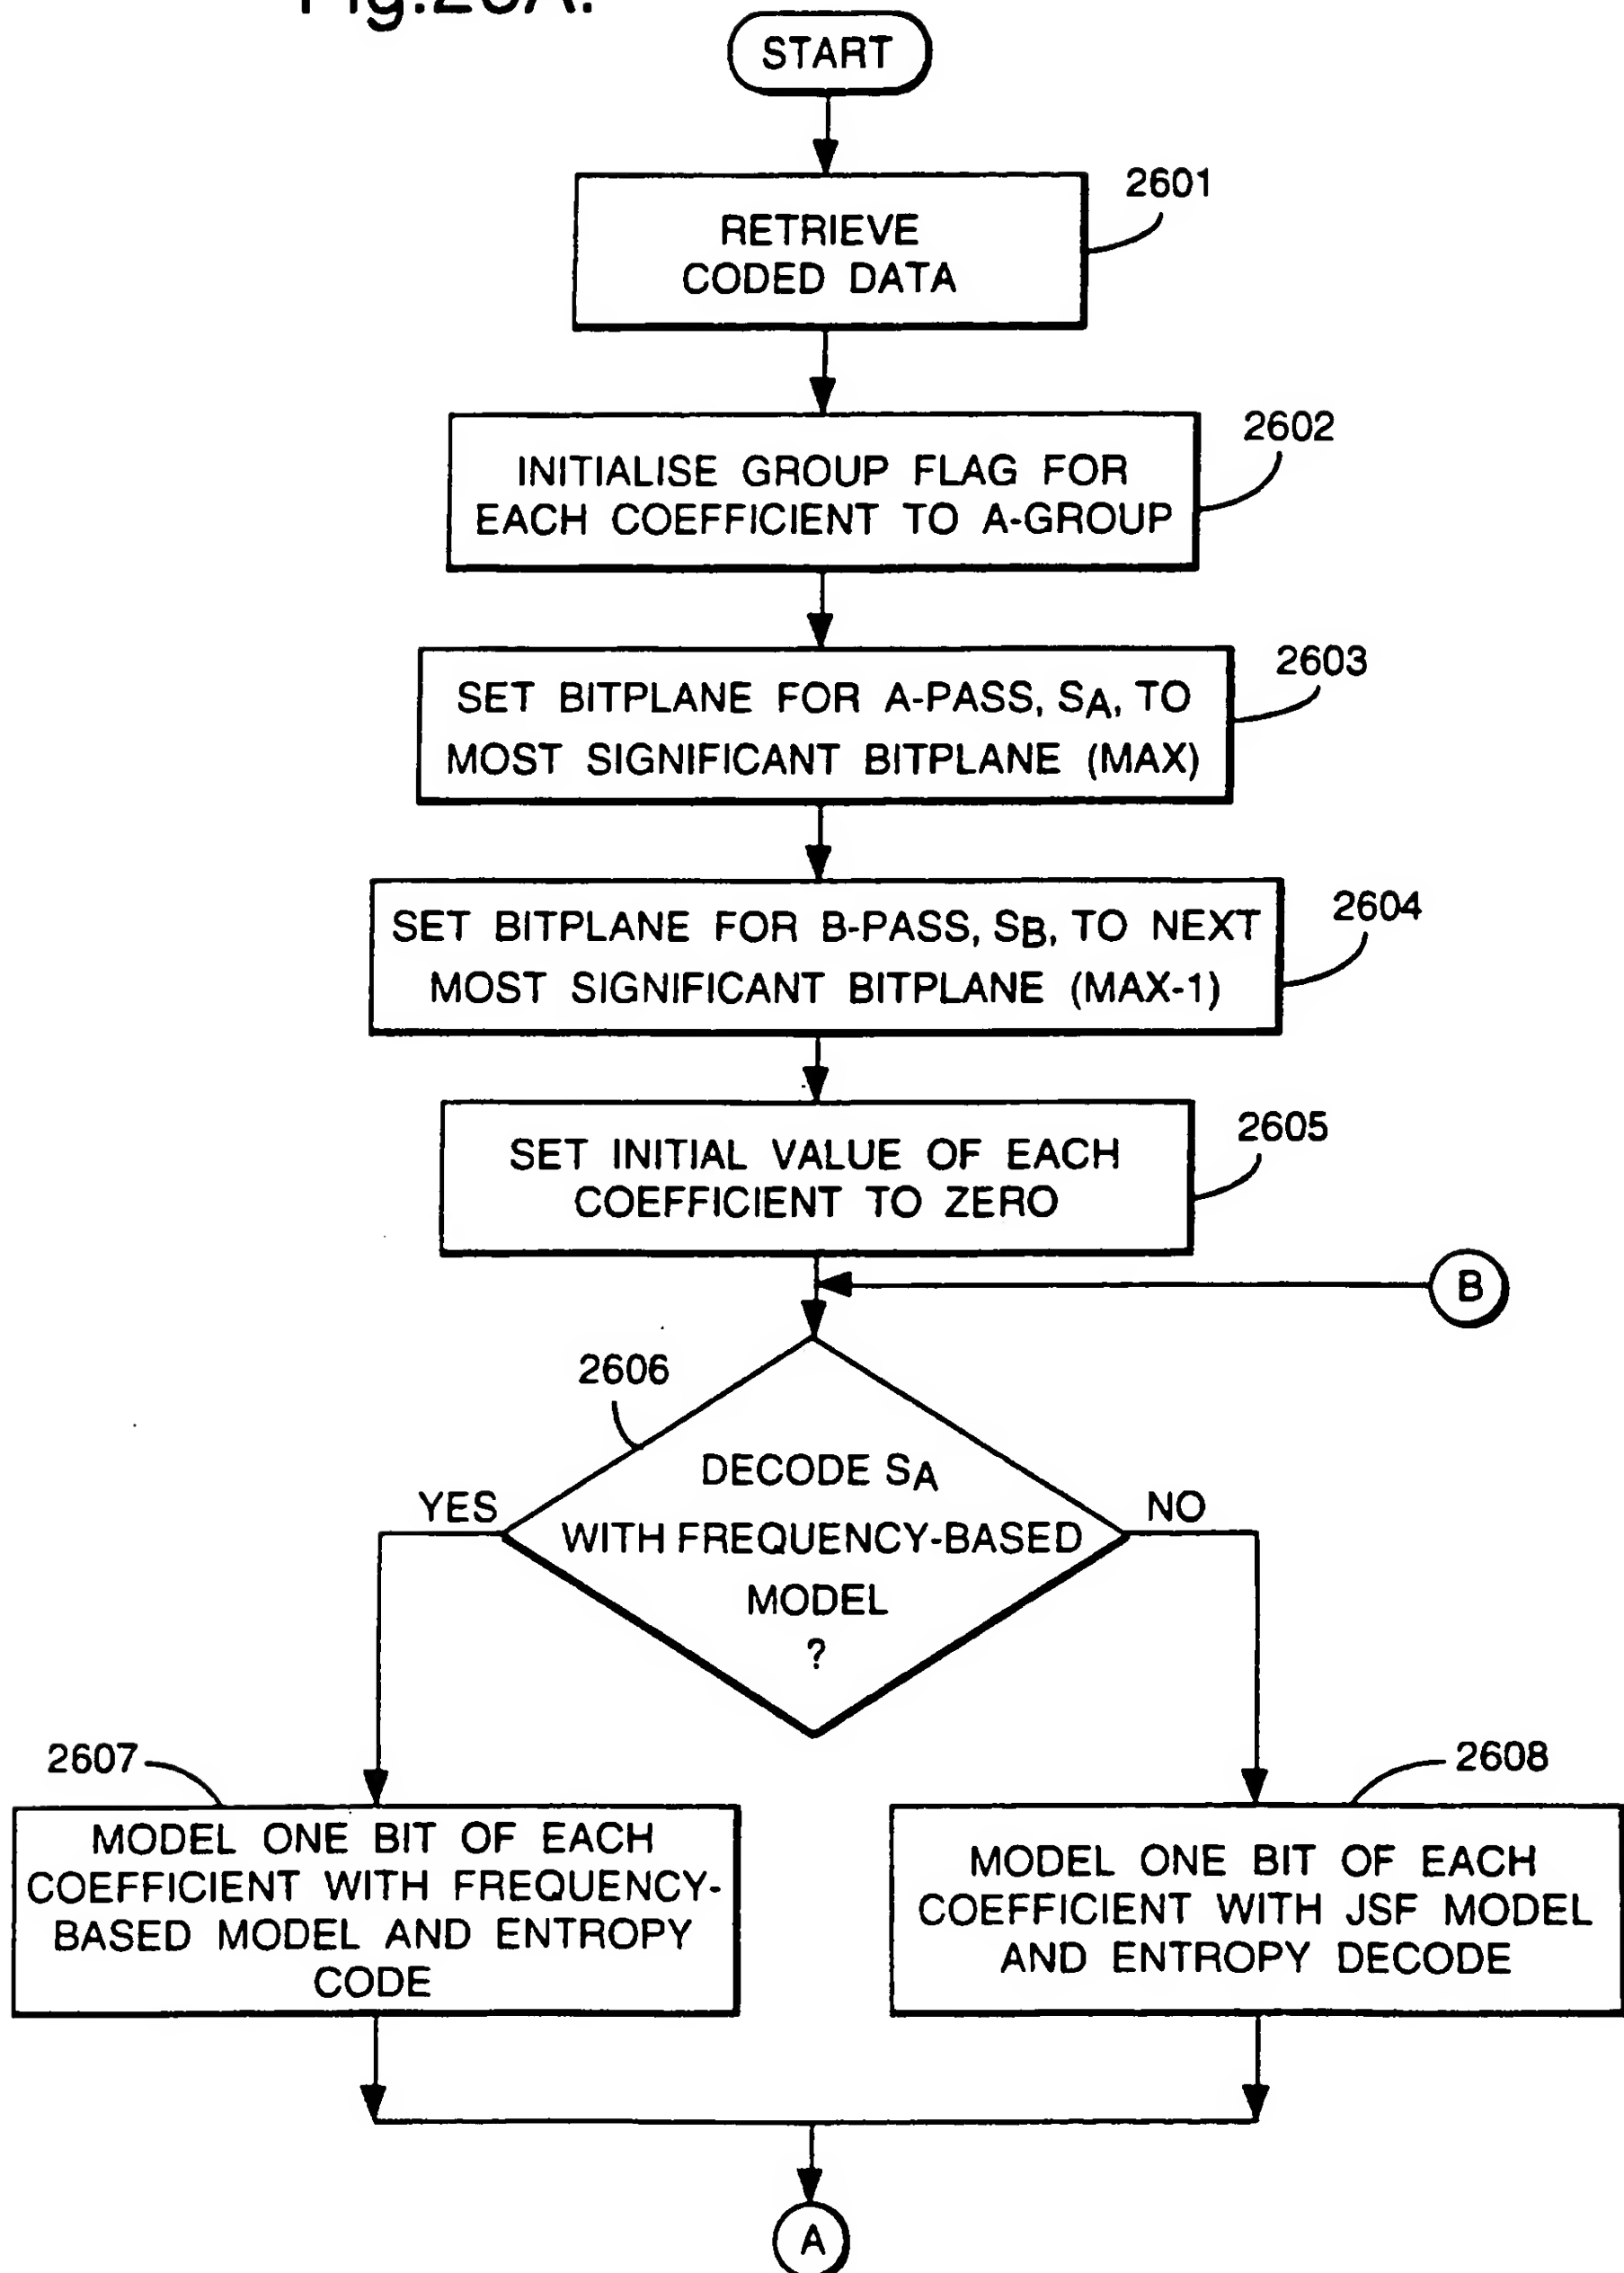 START
2601
RETRIEVE
CODED DATA
2602
INITIALISE GROUP FLAG FOR
EACH COEFFICIENT TO A-GROUP
2603
SET BITPLANE FOR A-PASS, SA, TO
MOST SIGNIFICANT BITPLANE (MAX)
2604
SET BITPLANE FOR B-PASS, SB, TO NEXT
MOST SIGNIFICANT BITPLANE (MAX-1)
2605
SET INITIAL VALUE OF EACH
COEFFICIENT TO ZERO
B
2606
DECODE SA
WITH FREQUENCY-BASED
MODEL
?
YES
NO
2607
MODEL ONE BIT OF EACH
COEFFICIENT WITH FREQUENCY-
BASED MODEL AND ENTROPY
CODE
2608
MODEL ONE BIT OF EACH
COEFFICIENT WITH JSF MODEL
AND ENTROPY DECODE
A